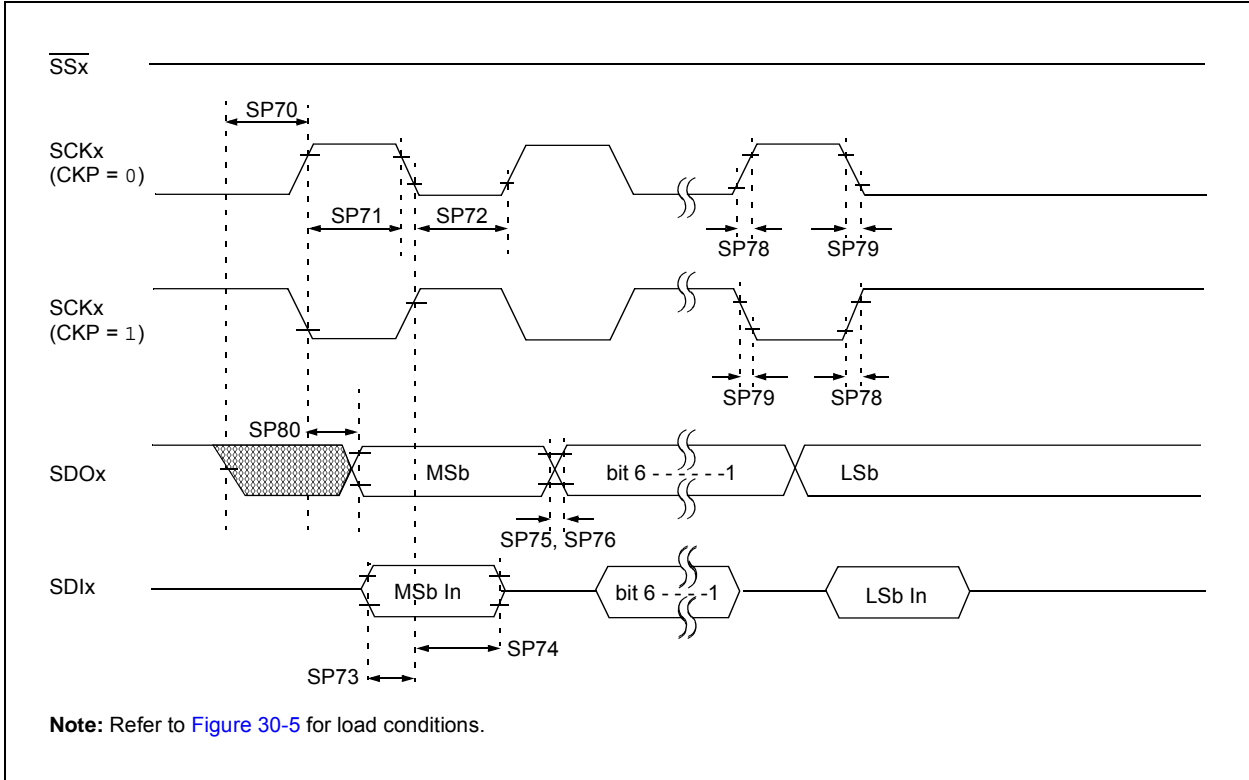 SSx
SP70
SCKx
(CKP = 0)
SP71
SP72
SP78
SP79
SCKx
(CKP = 1)
SP79
SP78
SP80
SDOx
MSb
bit 6 - - - - - -1
LSb
SP75, SP76
SDIx
MSb In
bit 6 - - - - -1
LSb In
SP74
SP73
Note: Refer to Figure 30-5 for load conditions.